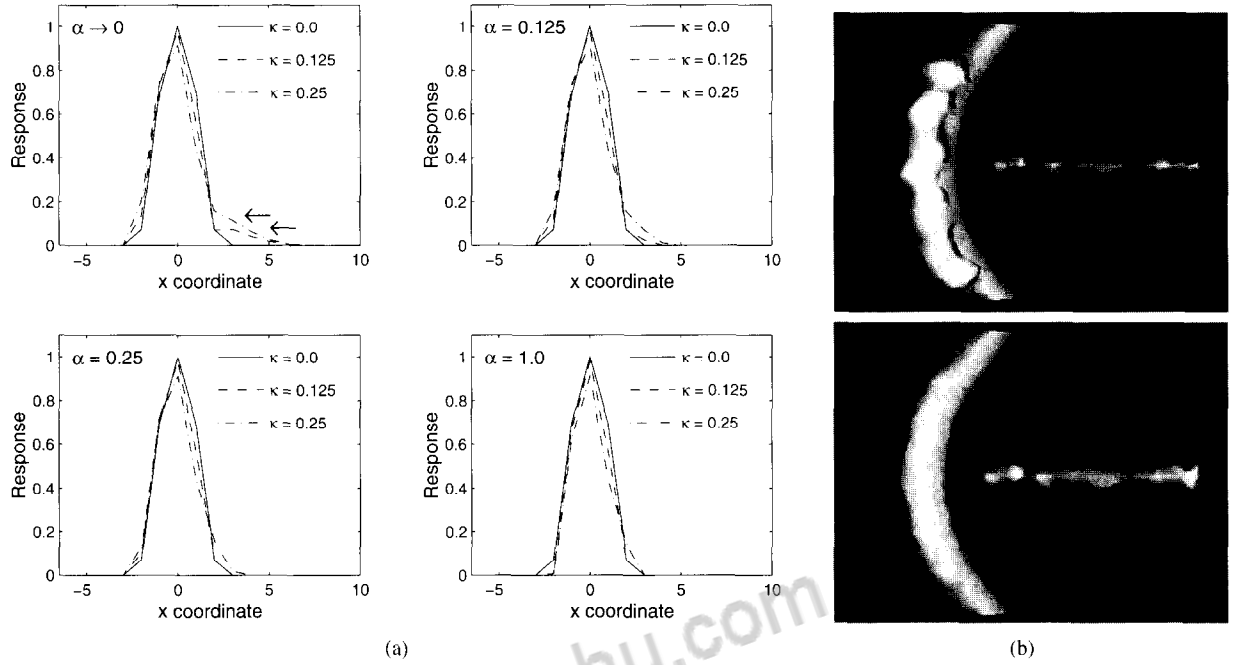 α → 0
κ = 0.0
κ = 0.125
κ = 0.25
1
0.8
0.6
0.4
0.2
0
Response
−5
0
5
10
x coordinate
α = 0.125
κ = 0.0
κ = 0.125
κ = 0.25
1
0.8
0.6
0.4
0.2
0
Response
−5
0
5
10
x coordinate
α = 0.25
κ = 0.0
κ = 0.125
κ = 0.25
1
0.8
0.6
0.4
0.2
0
Response
−5
0
5
10
x coordinate
α = 1.0
κ = 0.0
κ = 0.125
κ = 0.25
1
0.8
0.6
0.4
0.2
0
Response
−5
0
5
10
x coordinate
(a)
(b)
hu.com